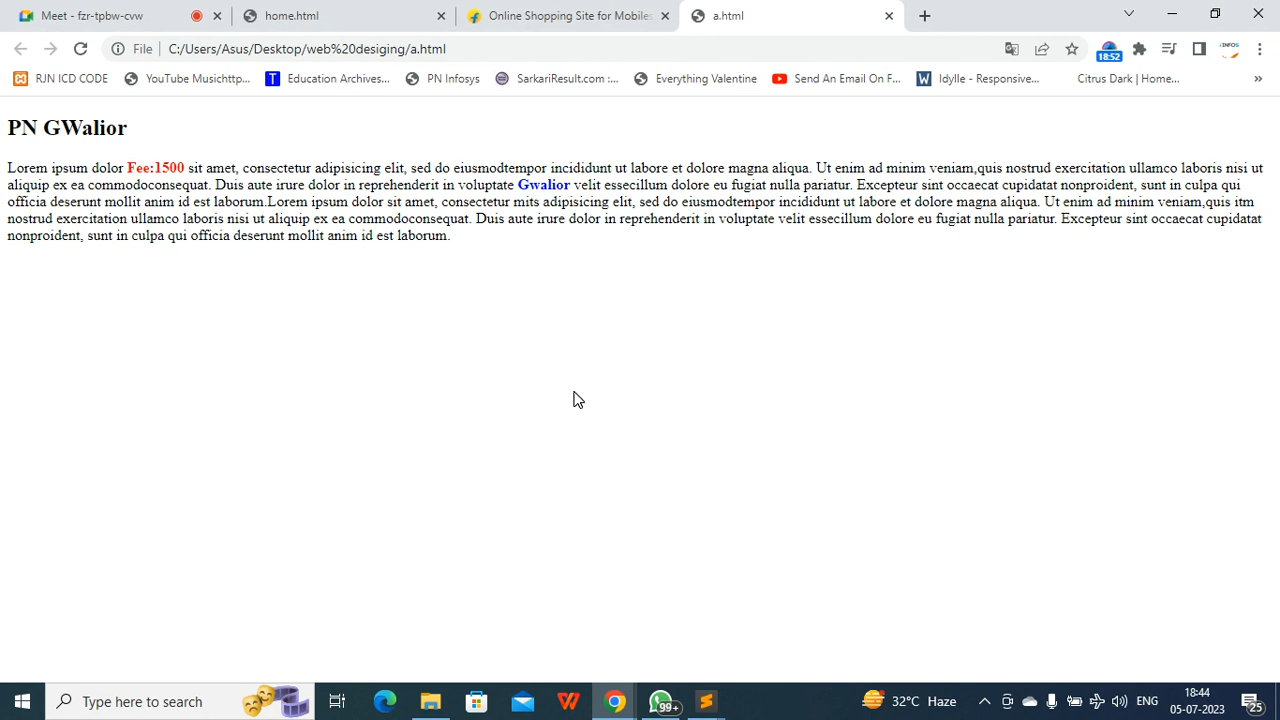 Meet - fzr-tpbw-cvw
home.html
Online Shopping Site for Mobiles
a.html
File
C:/Users/Asus/Desktop/web%20desiging/a.html
18:52
INFOS
RJN ICD CODE
YouTube Musichttp...
Education Archives...
PN Infosys
SarkariResult.com :...
Everything Valentine
Send An Email On F...
Idylle - Responsive...
Citrus Dark | Home...
»
PN GWalior
Lorem ipsum dolor Fee:1500 sit amet, consectetur adipisicing elit, sed do eiusmodtempor incididunt ut labore et dolore magna aliqua. Ut enim ad minim veniam,quis nostrud exercitation ullamco laboris nisi ut
aliquip ex ea commodoconsequat. Duis aute irure dolor in reprehenderit in voluptate Gwalior velit essecillum dolore eu fugiat nulla pariatur. Excepteur sint occaecat cupidatat nonproident, sunt in culpa qui
officia deserunt mollit anim id est laborum.Lorem ipsum dolor sit amet, consectetur mits adipisicing elit, sed do eiusmodtempor incididunt ut labore et dolore magna aliqua. Ut enim ad minim veniam,quis itm
nostrud exercitation ullamco laboris nisi ut aliquip ex ea commodoconsequat. Duis aute irure dolor in reprehenderit in voluptate velit essecillum dolore eu fugiat nulla pariatur. Excepteur sint occaecat cupidatat
nonproident, sunt in culpa qui officia deserunt mollit anim id est laborum.
Type here to search
99+
32°C Haze
ENG
18:44
05-07-2023
25